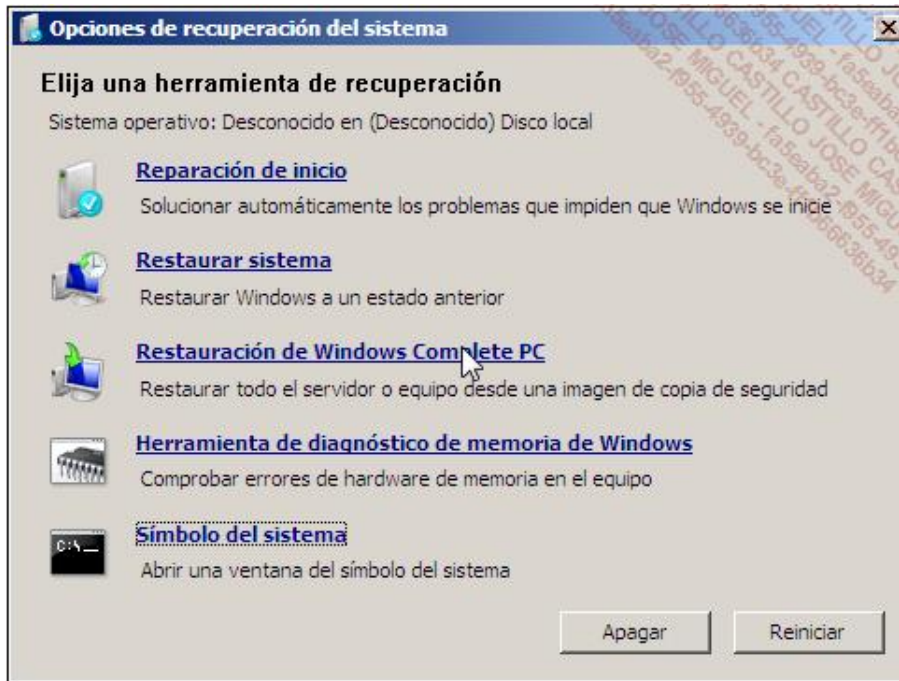 Opciones de recuperación del sistema
Elija una herramienta de recuperación
Sistema operativo: Desconocido en (Desconocido) Disco local
Reparación de inicio
Solucionar automáticamente los problemas que impiden que Windows se inicie
Restaurar sistema
Restaurar Windows a un estado anterior
Restauración de Windows Complete PC
Restaurar todo el servidor o equipo desde una imagen de copia de seguridad
Herramienta de diagnóstico de memoria de Windows
Comprobar errores de hardware de memoria en el equipo
C:\
Símbolo del sistema
Abrir una ventana del símbolo del sistema
Apagar
Reiniciar